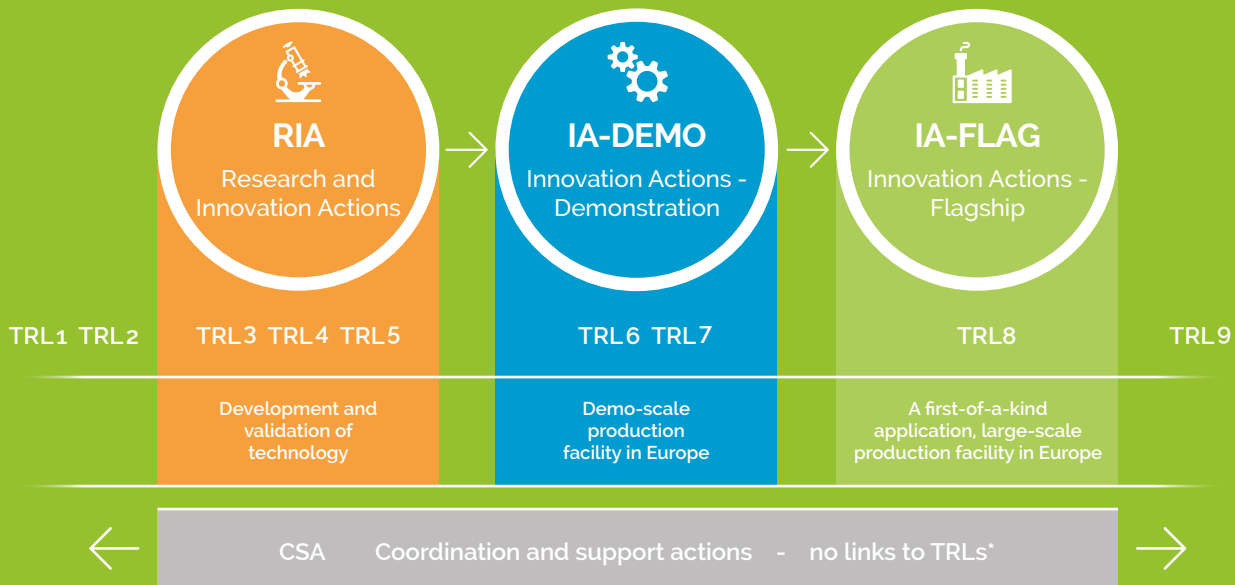 RIA
Research and
Innovation Actions
IA-DEMO
Innovation Actions -
Demonstration
IA-FLAG
Innovation Actions -
Flagship
TRL1 TRL2 TRL3 TRL4 TRL5 TRL6 TRL7 TRL8 TRL9
Development and
validation of
technology
Demo-scale
production
facility in Europe
A first-of-a-kind
application, large-scale
production facility in Europe
CSA Coordination and support actions - no links to TRLs*